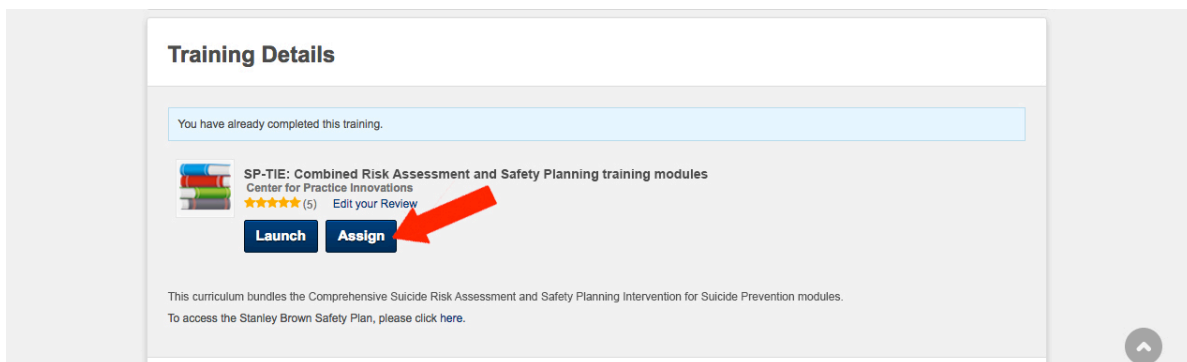 Training Details
You have already completed this training.
SP-TIE: Combined Risk Assessment and Safety Planning training modules
Center for Practice Innovations
(5) Edit your Review
Launch Assign
This curriculum bundles the Comprehensive Suicide Risk Assessment and Safety Planning Intervention for Suicide Prevention modules.
To access the Stanley Brown Safety Plan, please click here.